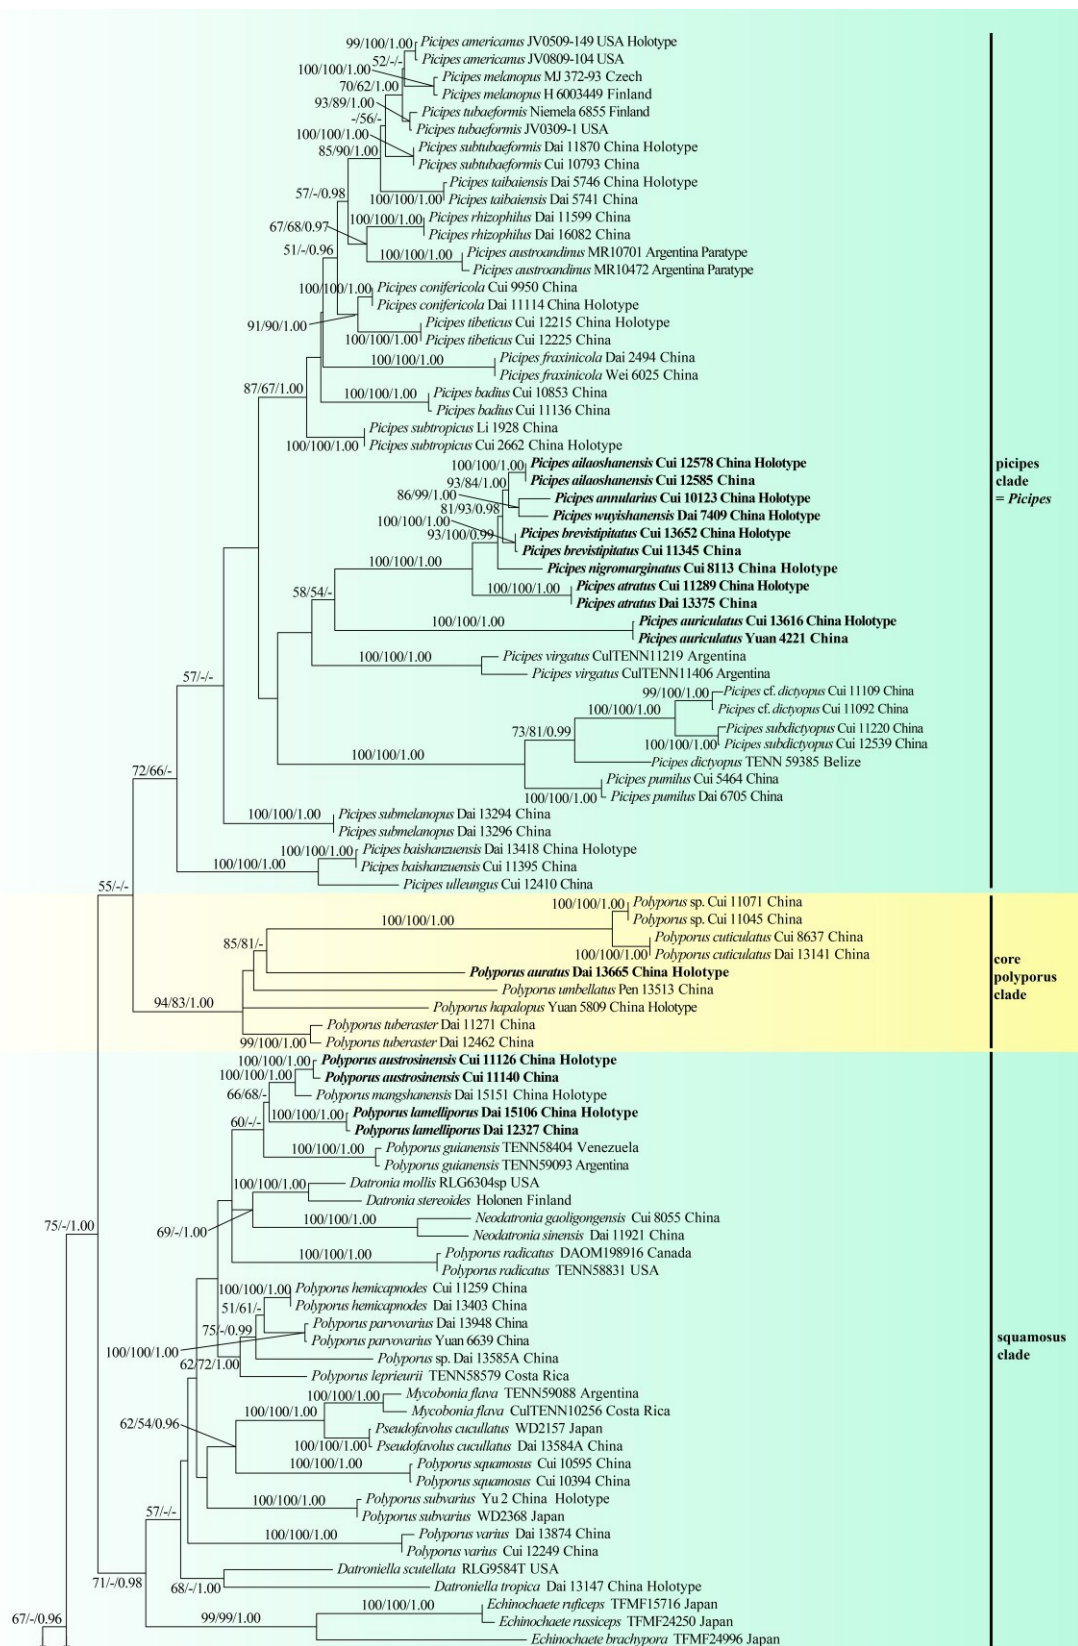 99/100/1.00
Picipes americanus JV0509-149 USA Holotype
52/-/-
Picipes americanus JV0809-104 USA
100/100/1.00
Picipes melanopus MJ 372-93 Czech
70/62/1.00
Picipes melanopus H 6003449 Finland
93/89/1.00
Picipes tubaeformis Niemela 6855 Finland
-/56/-
Picipes tubaeformis JV0309-1 USA
100/100/1.00
Picipes subtubaeformis Dai 11870 China Holotype
85/90/1.00
Picipes subtubaeformis Cui 10793 China
Picipes taibaiensis Dai 5746 China Holotype
57/-/0.98
100/100/1.00
Picipes taibaiensis Dai 5741 China
100/100/1.00
Picipes rhizophilus Dai 11599 China
67/68/0.97
Picipes rhizophilus Dai 16082 China
51/-/0.96
100/100/1.00
Picipes austroandinus MR10701 Argentina Paratype
Picipes austroandinus MR10472 Argentina Paratype
100/100/1.00
Picipes conifericola Cui 9950 China
Picipes conifericola Dai 11114 China Holotype
91/90/1.00
Picipes tibeticus Cui 12215 China Holotype
100/100/1.00
Picipes tibeticus Cui 12225 China
100/100/1.00
Picipes fraxinicola Dai 2494 China
Picipes fraxinicola Wei 6025 China
87/67/1.00
100/100/1.00
Picipes badius Cui 10853 China
Picipes badius Cui 11136 China
Picipes subtropicus Li 1928 China
100/100/1.00
Picipes subtropicus Cui 2662 China Holotype
100/100/1.00
Picipes ailaoshanensis Cui 12578 China Holotype
93/84/1.00
Picipes ailaoshanensis Cui 12585 China
86/99/1.00
Picipes annularius Cui 10123 China Holotype
81/93/0.98
Picipes wuyishanensis Dai 7409 China Holotype
100/100/1.00
Picipes brevistipitatus Cui 13652 China Holotype
93/100/0.99
Picipes brevistipitatus Cui 11345 China
100/100/1.00
Picipes nigromarginatus Cui 8113 China Holotype
58/54/-
100/100/1.00
Picipes atratus Cui 11289 China Holotype
Picipes atratus Dai 13375 China
100/100/1.00
Picipes auriculatus Cui 13616 China Holotype
Picipes auriculatus Yuan 4221 China
100/100/1.00
Picipes virgatus CulTENN11219 Argentina
Picipes virgatus CulTENN11406 Argentina
57/-/-
99/100/1.00
Picipes cf. dictyopus Cui 11109 China
100/100/1.00
Picipes cf. dictyopus Cui 11092 China
73/81/0.99
Picipes subdictyopus Cui 11220 China
100/100/1.00
Picipes subdictyopus Cui 12539 China
100/100/1.00
Picipes dictyopus TENN 59385 Belize
72/66/-
Picipes pumilus Cui 5464 China
100/100/1.00
Picipes pumilus Dai 6705 China
100/100/1.00
Picipes submelanopus Dai 13294 China
Picipes submelanopus Dai 13296 China
100/100/1.00
Picipes baishanzuensis Dai 13418 China Holotype
100/100/1.00
Picipes baishanzuensis Cui 11395 China
Picipes ulleungus Cui 12410 China
picipes
clade
= Picipes
55/-/-
100/100/1.00
Polyporus sp. Cui 11071 China
Polyporus sp. Cui 11045 China
100/100/1.00
Polyporus cuticulatus Cui 8637 China
85/81/-
100/100/1.00
Polyporus cuticulatus Dai 13141 China
Polyporus auratus Dai 13665 China Holotype
Polyporus umbellatus Pen 13513 China
94/83/1.00
Polyporus hapalopus Yuan 5809 China Holotype
Polyporus tuberaster Dai 11271 China
99/100/1.00
Polyporus tuberaster Dai 12462 China
core
polyporus
clade
100/100/1.00
Polyporus austrosinensis Cui 11126 China Holotype
100/100/1.00
Polyporus austrosinensis Cui 11140 China
66/68/-
Polyporus mangshanensis Dai 15151 China Holotype
100/100/1.00
Polyporus lamelliporus Dai 15106 China Holotype
60/-/-
Polyporus lamelliporus Dai 12327 China
100/100/1.00
Polyporus guianensis TENN58404 Venezuela
Polyporus guianensis TENN59093 Argentina
100/100/1.00
Datronia mollis RLG6304sp USA
Datronia stereoides Holonen Finland
75/-/1.00
69/-/1.00
100/100/1.00
Neodatronia gaoligongensis Cui 8055 China
Neodatronia sinensis Dai 11921 China
100/100/1.00
Polyporus radicatus DAOM198916 Canada
Polyporus radicatus TENN58831 USA
100/100/1.00
Polyporus hemicapnodes Cui 11259 China
51/61/-
Polyporus hemicapnodes Dai 13403 China
75/-/0.99
Polyporus parvovarius Dai 13948 China
100/100/1.00
Polyporus parvovarius Yuan 6639 China
62/72/1.00
Polyporus sp. Dai 13585A China
Polyporus leprieurii TENN58579 Costa Rica
100/100/1.00
Mycobonia flava TENN59088 Argentina
62/54/0.96
100/100/1.00
Mycobonia flava CulTENN10256 Costa Rica
Pseudofavolus cucullatus WD2157 Japan
100/100/1.00
Pseudofavolus cucullatus Dai 13584A China
100/100/1.00
Polyporus squamosus Cui 10595 China
Polyporus squamosus Cui 10394 China
100/100/1.00
Polyporus subvarius Yu 2 China Holotype
57/-/-
Polyporus subvarius WD2368 Japan
100/100/1.00
Polyporus varius Dai 13874 China
Polyporus varius Cui 12249 China
Datroniella scutellata RLG9584T USA
71/-/0.98
68/-/1.00
Datroniella tropica Dai 13147 China Holotype
67/-/0.96
99/99/1.00
100/100/1.00
Echinochaete ruficeps TFMF15716 Japan
Echinochaete russiceps TFMF24250 Japan
Echinochaete brachypora TFMF24996 Japan
squamosus
clade